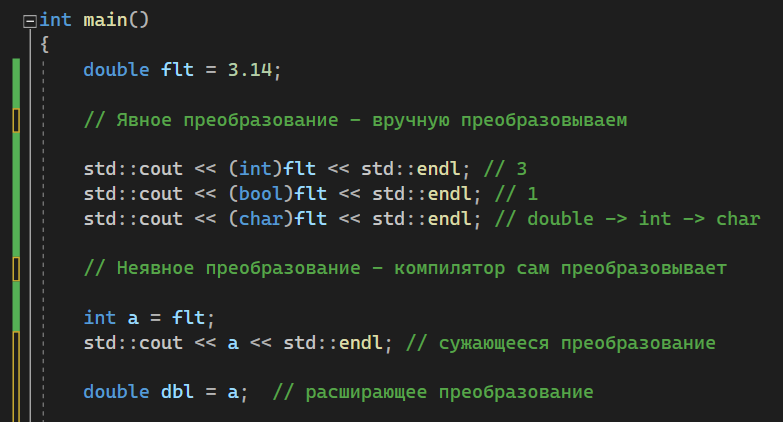 int main()
{
double flt = 3.14;
// Явное преобразование - вручную преобразовываем
std::cout << (int)flt << std::endl; // 3
std::cout << (bool)flt << std::endl; // 1
std::cout << (char)flt << std::endl; // double -> int -> char
// Неявное преобразование - компилятор сам преобразовывает
int a = flt;
std::cout << a << std::endl; // сужающееся преобразование
double dbl = a;  // расширающее преобразование